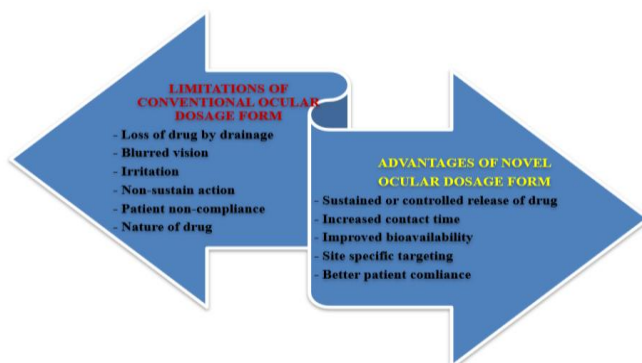 LIMITATIONS OF
CONVENTIONAL OCULAR
DOSAGE FORM
- Loss of drug by drainage
- Blurred vision
- Irritation
- Non-sustain action
- Patient non-compliance
- Nature of drug
ADVANTAGES OF NOVEL
OCULAR DOSAGE FORM
- Sustained or controlled release of drug
- Increased contact time
- Improved bioavailability
- Site specific targeting
- Better patient comliance